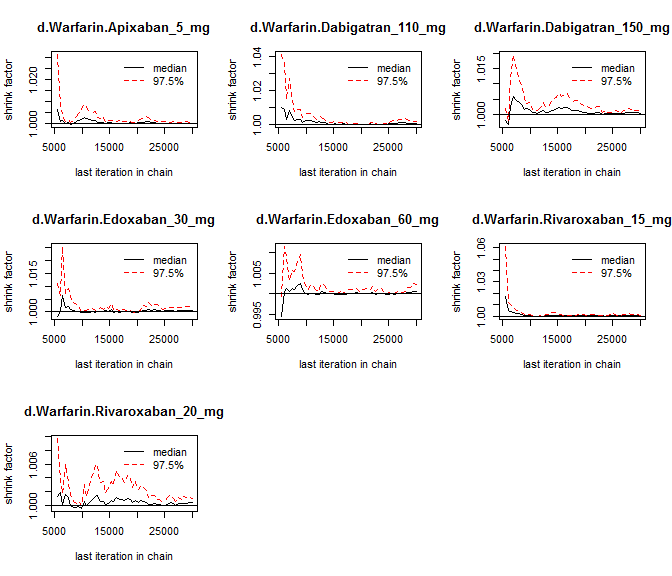 d.Warfarin.Apixaban_5_mg
shrink factor
1.000
1.020
median
97.5%
5000
15000
25000
last iteration in chain
d.Warfarin.Dabigatran_110_mg
shrink factor
1.00
1.02
1.04
median
97.5%
5000
15000
25000
last iteration in chain
d.Warfarin.Dabigatran_150_mg
shrink factor
1.000
1.015
median
97.5%
5000
15000
25000
last iteration in chain
d.Warfarin.Edoxaban_30_mg
shrink factor
1.000
1.015
median
97.5%
5000
15000
25000
last iteration in chain
d.Warfarin.Edoxaban_60_mg
shrink factor
0.995
1.005
median
97.5%
5000
15000
25000
last iteration in chain
d.Warfarin.Rivaroxaban_15_mg
shrink factor
1.00
1.03
1.06
median
97.5%
5000
15000
25000
last iteration in chain
d.Warfarin.Rivaroxaban_20_mg
shrink factor
1.000
1.006
median
97.5%
5000
15000
25000
last iteration in chain